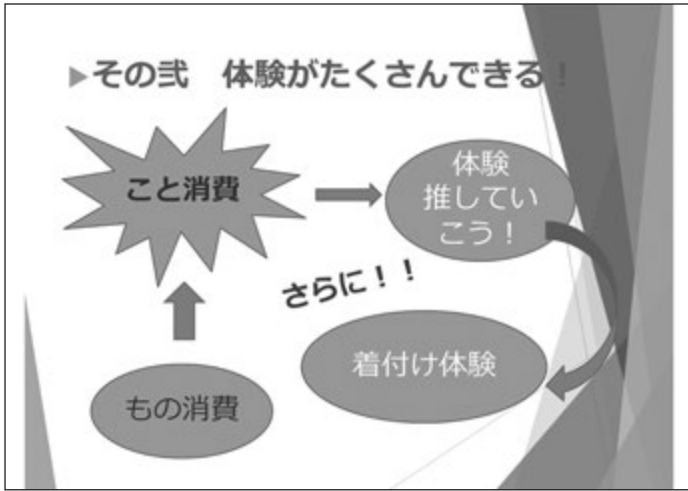 ▶その弐　体験がたくさんできる！
こと消費
体験
推してい
こう！
さらに！！
着付け体験
もの消費